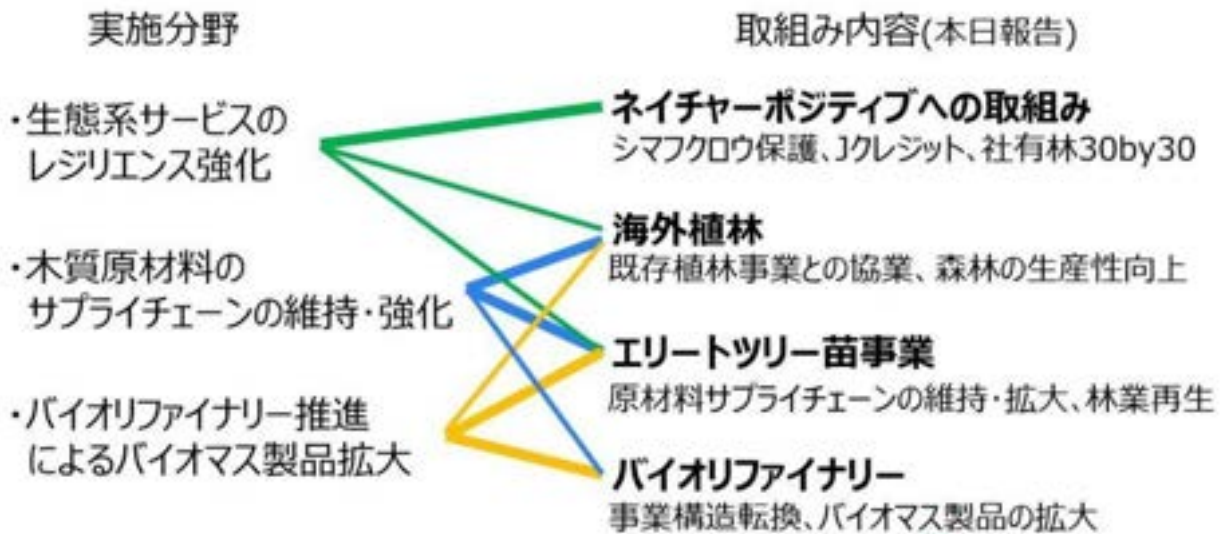 実施分野
・生態系サービスの
レジリエンス強化
・木質原材料の
サプライチェーンの維持・強化
・バイオリファイナリー推進
によるバイオマス製品拡大
取組み内容(本日報告)
ネイチャーポジティブへの取組み
シマフクロウ保護、Jクレジット、社有林30by30
海外植林
既存植林事業との協業、森林の生産性向上
エリートツリー苗事業
原材料サプライチェーンの維持・拡大、林業再生
バイオリファイナリー
事業構造転換、バイオマス製品の拡大